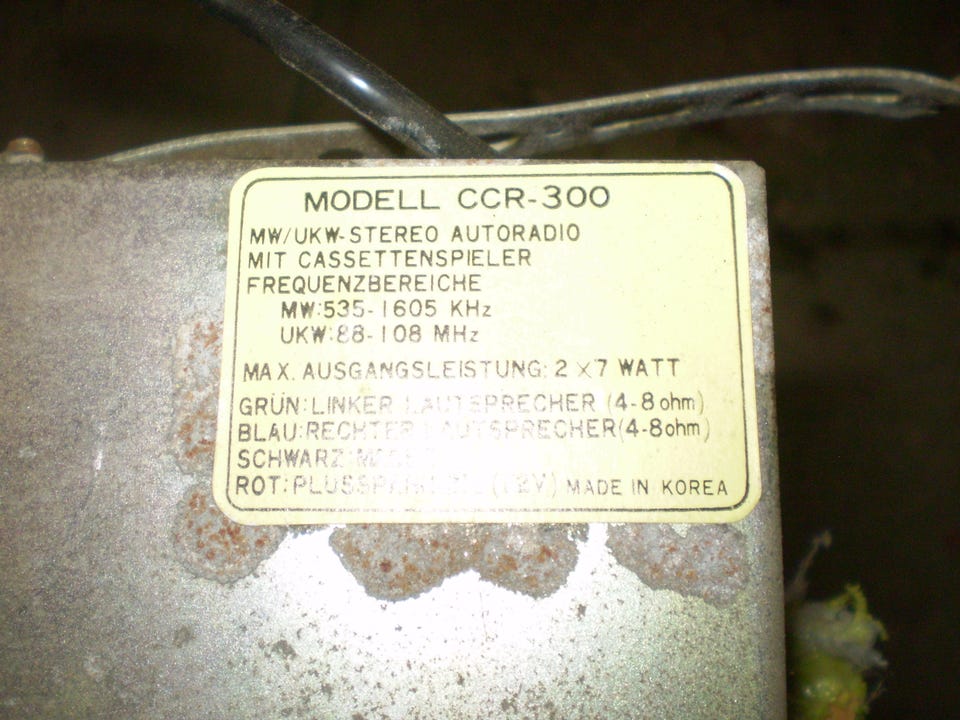 MODELL CCR-300
MW/UKW-STEREO AUTORADIO
MIT CASSETTENSPIELER
FREQUENZBEREICHE
MW:535-1605 KHz
UKW:88-108 MHz
MAX. AUSGANGSLEISTUNG: 2 x 7 WATT
GRÜN:LINKER LAUTSPRECHER (4-8 ohm)
BLAU:RECHTER LAUTSPRECHER(4-8ohm)
SCHWARZ:
ROT: (12V) MADE IN KOREA